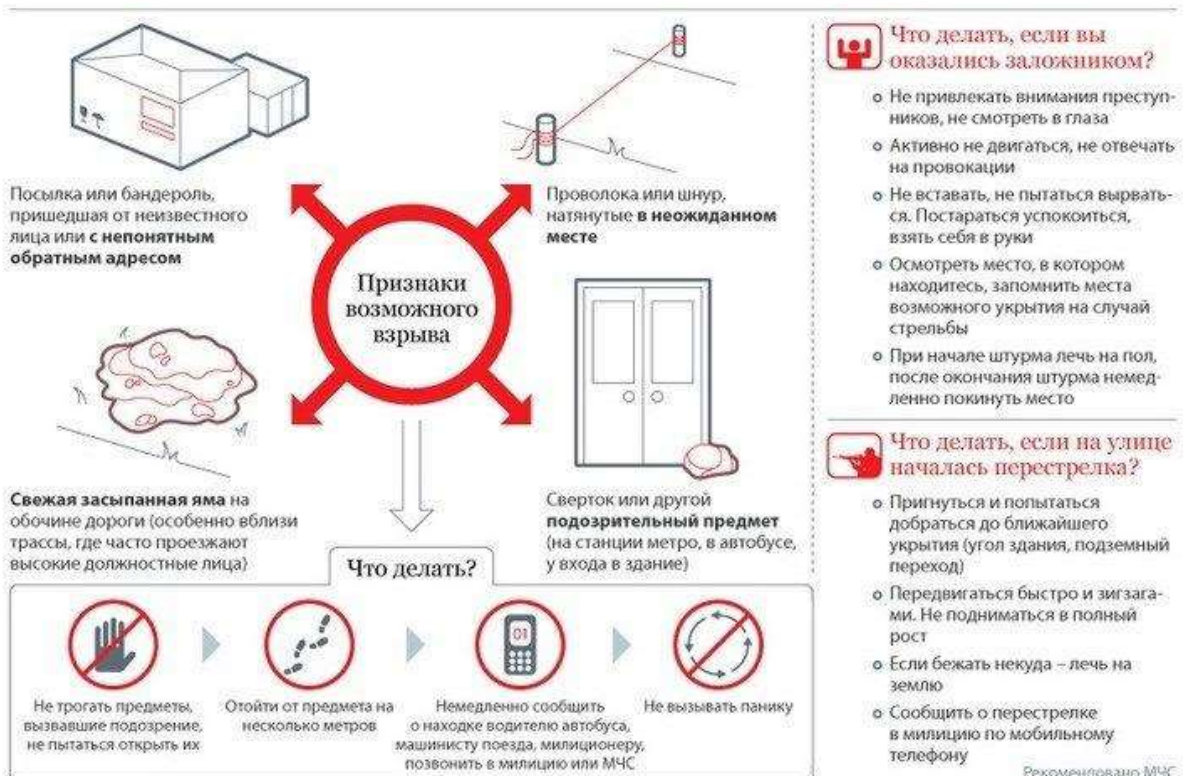 Посылка или бандероль,
пришедшая от неизвестного
лица или с непонятным
обратным адресом
Проволока или шнур,
натянутые в неожиданном
месте
Признаки
возможного
взрыва
Свежая засыпанная яма на
обочине дороги (особенно вблизи
трассы, где часто проезжают
высокие должностные лица)
Сверток или другой
подозрительный предмет
(на станции метро, в автобусе,
у входа в здание)
Что делать?
Не трогать предметы,
вызвавшие подозрение,
не пытаться открыть их
Отойти от предмета на
несколько метров
01
Немедленно сообщить
о находке водителю автобуса,
машинисту поезда, милиционеру,
позвонить в милицию или МЧС
Не вызывать панику
Что делать, если вы
оказались заложником?
Не привлекать внимания преступ-
ников, не смотреть в глаза
Активно не двигаться, не отвечать
на провокации
Не вставать, не пытаться вырвать-
ся. Постараться успокоиться,
взять себя в руки
Осмотреть место, в котором
находитесь, запомнить места
возможного укрытия на случай
стрельбы
При начале штурма лечь на пол,
после окончания штурма немед-
ленно покинуть место
Что делать, если на улице
началась перестрелка?
Пригнуться и попытаться
добраться до ближайшего
укрытия (угол здания, подземный
переход)
Передвигаться быстро и зигзага-
ми. Не подниматься в полный
рост
Если бежать некуда – лечь на
землю
Сообщить о перестрелке
в милицию по мобильному
телефону
Рекомендовано МЧС